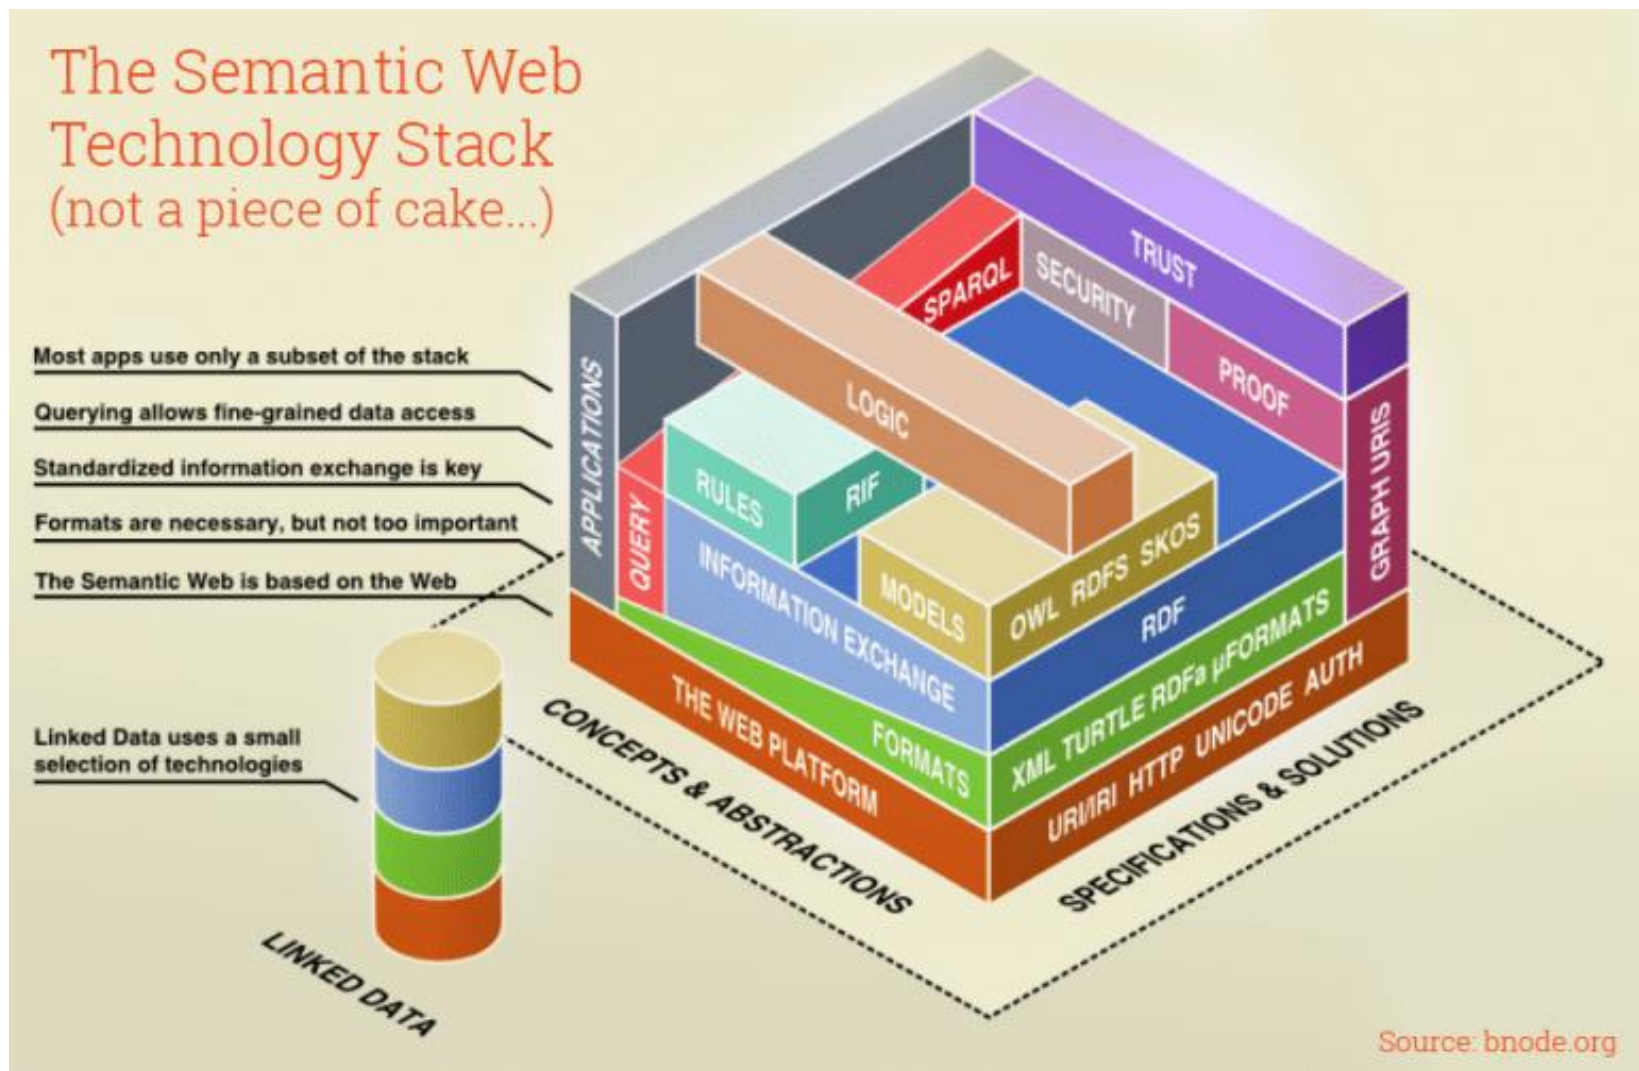 The Semantic Web
Technology Stack
(not a piece of cake...)
Most apps use only a subset of the stack
Querying allows fine-grained data access
Standardized information exchange is key
Formats are necessary, but not too important
The Semantic Web is based on the Web
Linked Data uses a small
selection of technologies
LINKED DATA
APPLICATIONS
TRUST
SPARQL
SECURITY
PROOF
LOGIC
RULES
RIF
QUERY
INFORMATION EXCHANGE
MODELS
OWL RDFS SKOS
RDF
GRAPH URIS
FORMATS
XML TURTLE RDFa µFORMATS
THE WEB PLATFORM
URI/IRI HTTP UNICODE AUTH
CONCEPTS & ABSTRACTIONS
SPECIFICATIONS & SOLUTIONS
Source: bnode.org